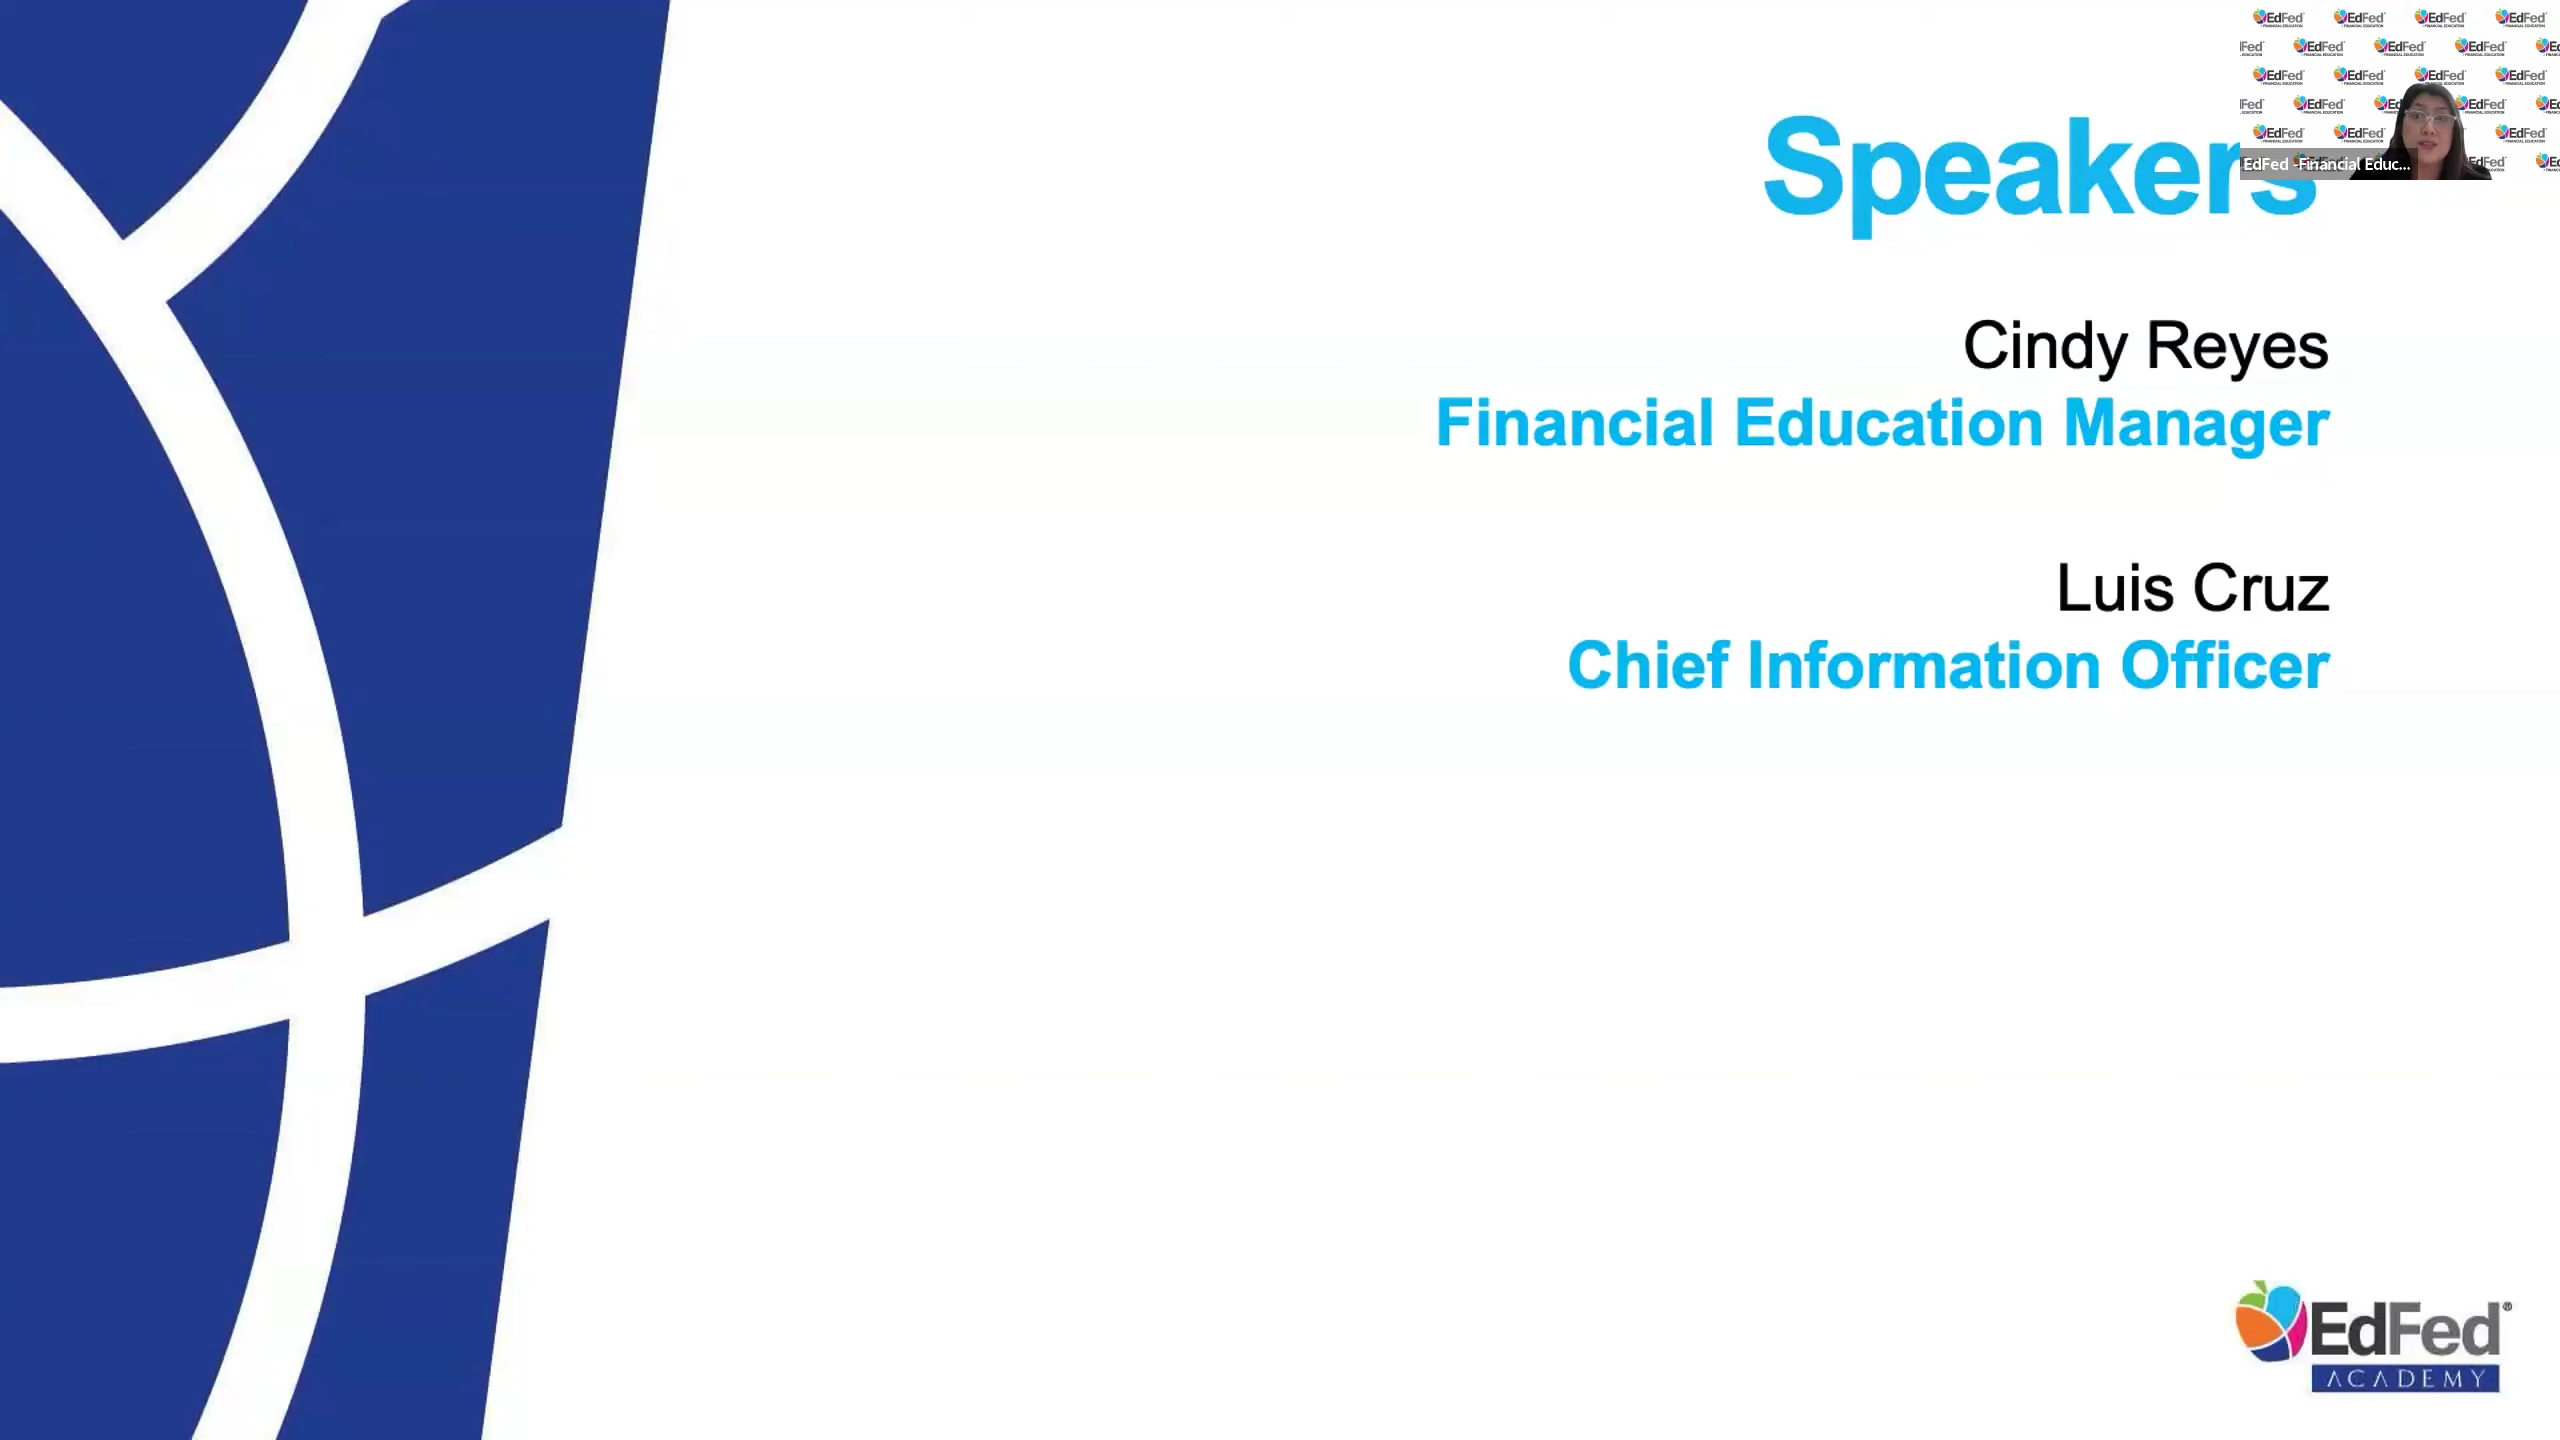 Speakers
EdFed -Financial Educ...
Cindy Reyes
Financial Education Manager
Luis Cruz
Chief Information Officer
EdFed®
ACADEMY